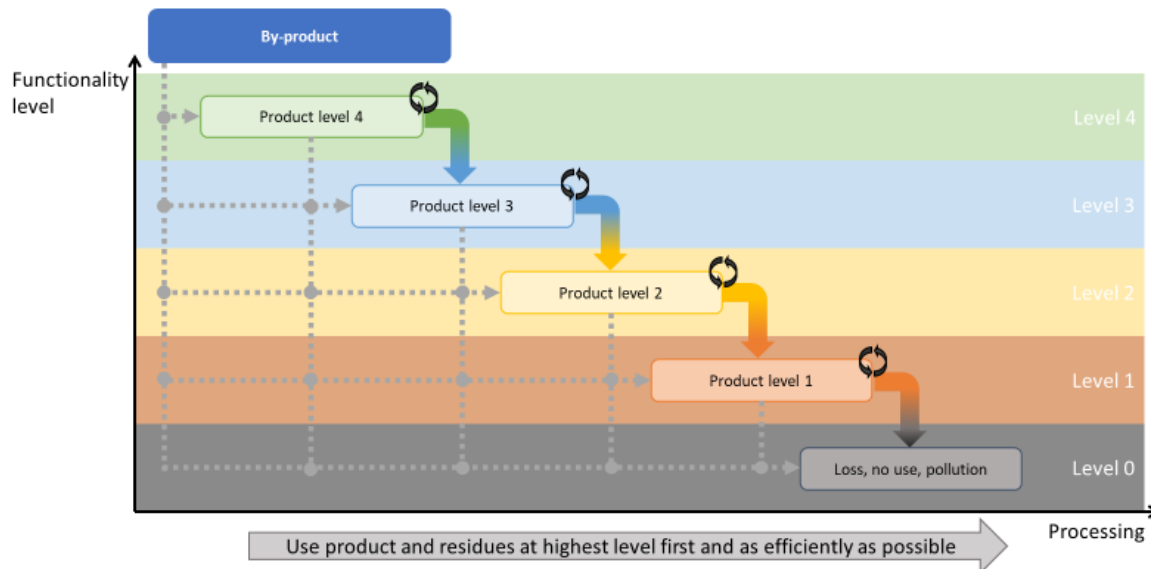 By-product
Functionality
level
Product level 4
Level 4
Product level 3
Level 3
Product level 2
Level 2
Product level 1
Level 1
Loss, no use, pollution
Level 0
Processing
Use product and residues at highest level first and as efficiently as possible